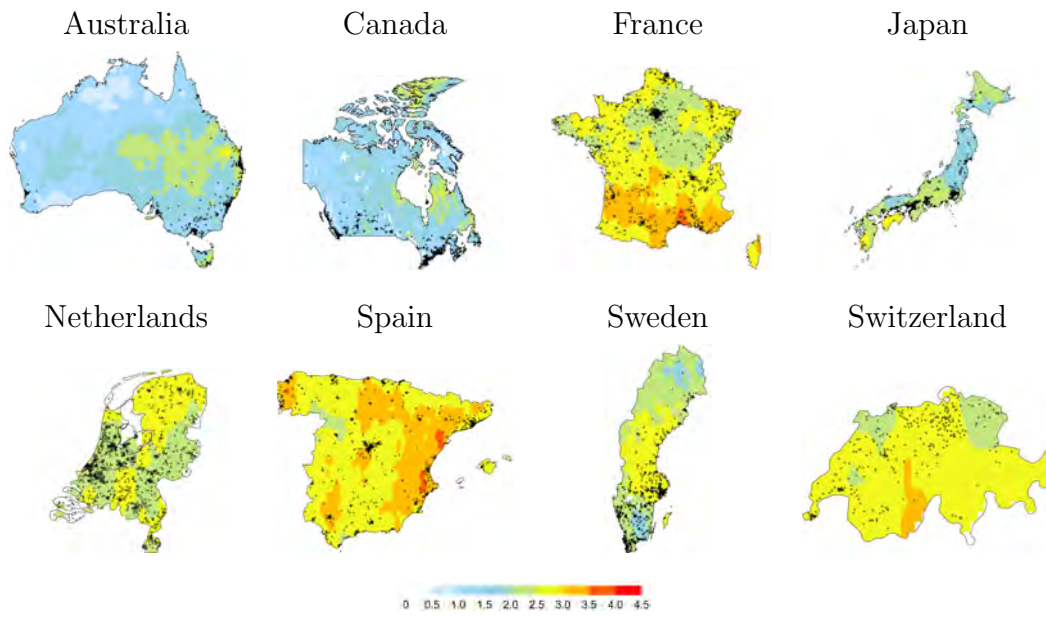 Australia Canada France Japan
Netherlands Spain Sweden Switzerland
0 0.5 1.0 1.5 2.0 2.5 3.0 3.5 4.0 4.5